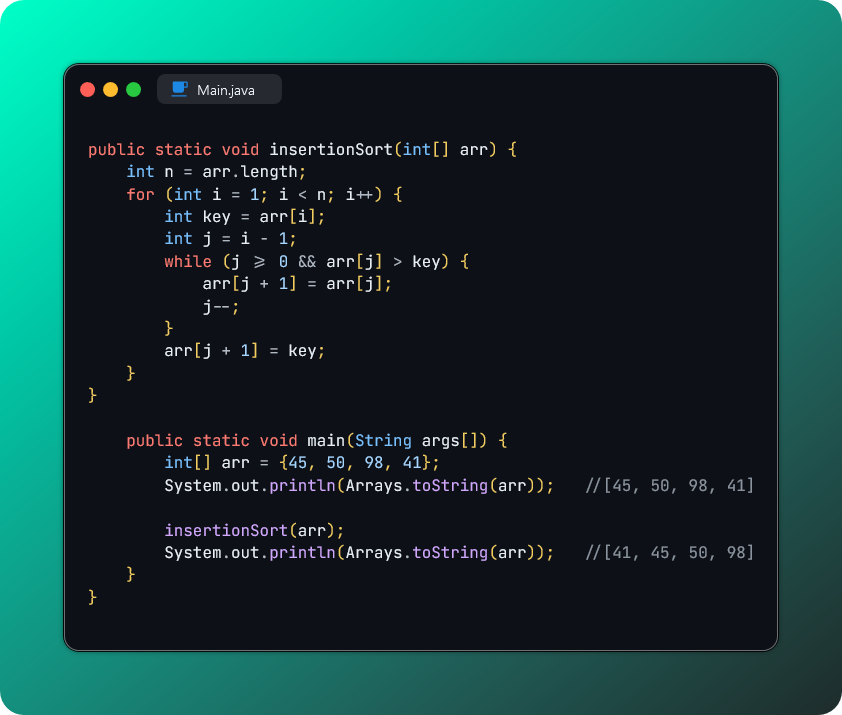 Main.java
public static void insertionSort(int[] arr) {
    int n = arr.length;
    for (int i = 1; i < n; i++) {
        int key = arr[i];
        int j = i - 1;
        while (j >= 0 && arr[j] > key) {
            arr[j + 1] = arr[j];
            j--;
        }
        arr[j + 1] = key;
    }
}
    public static void main(String args[]) {
        int[] arr = {45, 50, 98, 41};
        System.out.println(Arrays.toString(arr));   //[45, 50, 98, 41]
        insertionSort(arr);
        System.out.println(Arrays.toString(arr));   //[41, 45, 50, 98]
    }
}